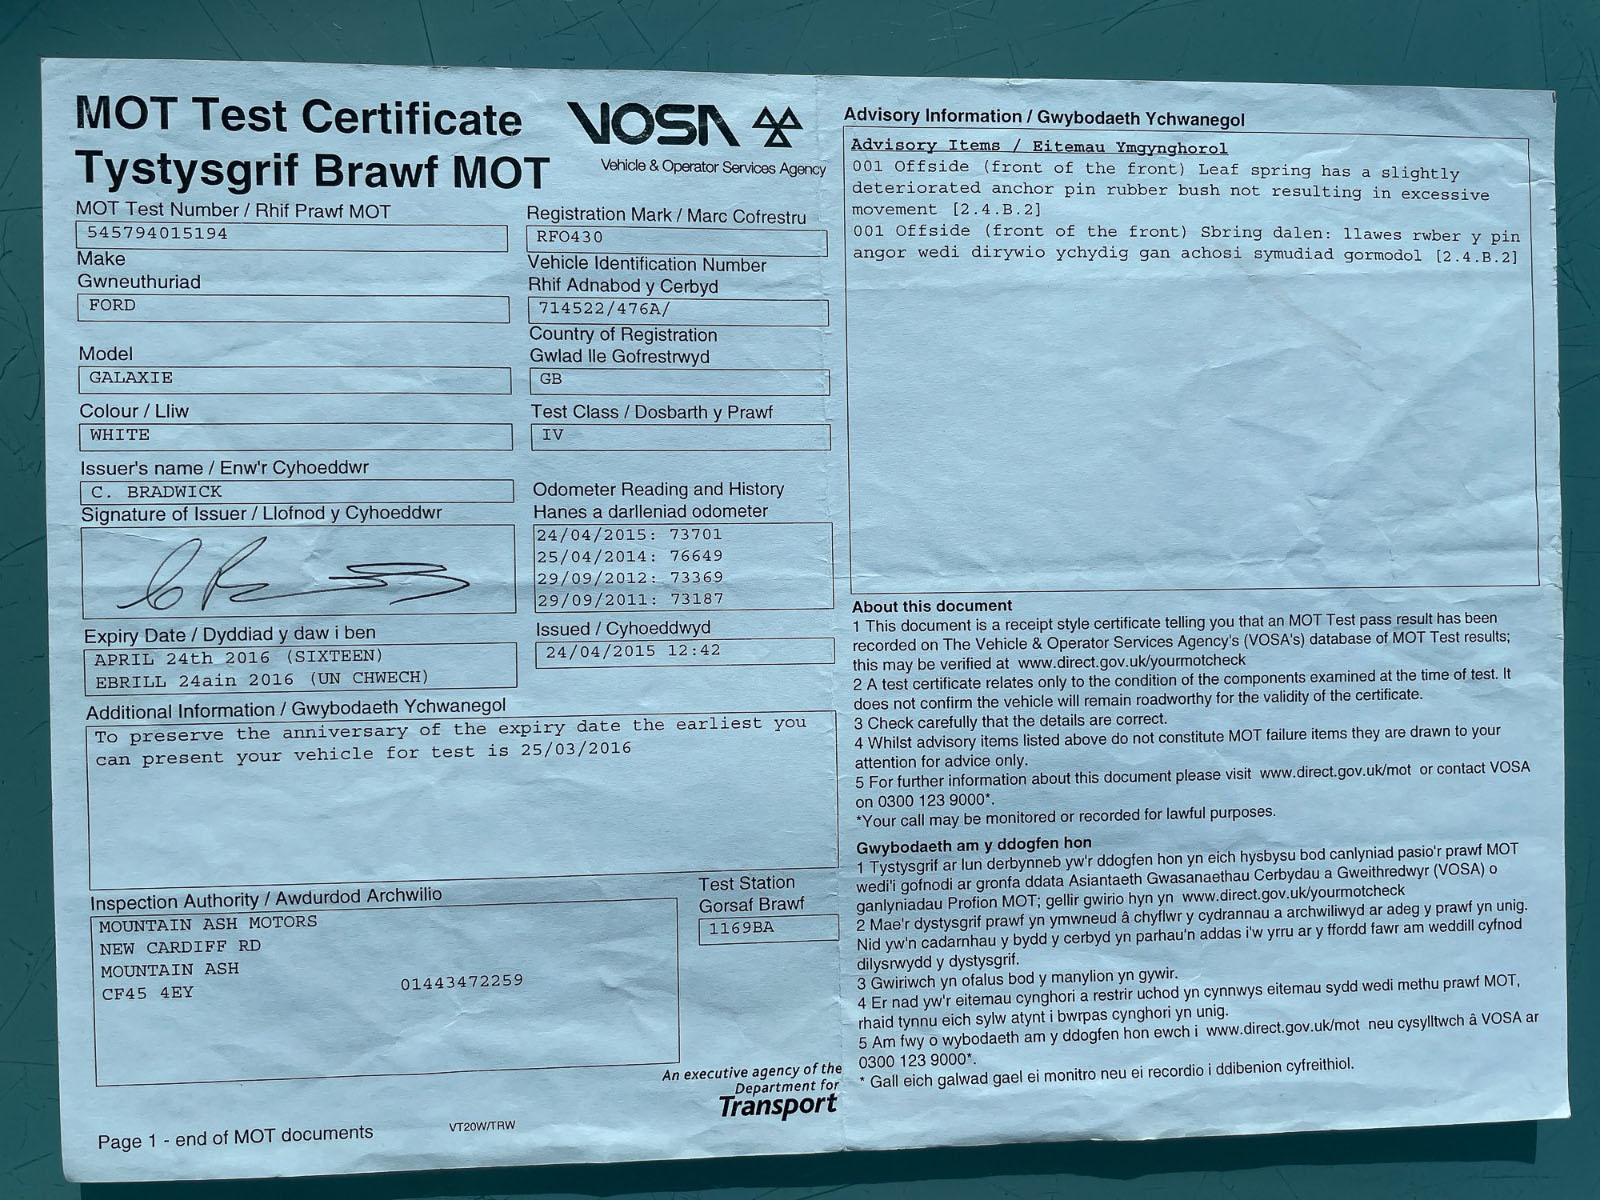 MOT Test Certificate
Tystysgrif Brawf MOT
VOSA
Vehicle & Operator Services Agency
MOT Test Number / Rhif Prawf MOT
545794015194
Make
Gwneuthuriad
FORD
Model
GALAXIE
Colour / Lliw
WHITE
Issuer's name / Enw'r Cyhoeddwr
C. BRADWICK
Signature of Issuer / Llofnod y Cyhoeddwr
Expiry Date / Dyddiad y daw i ben
APRIL 24th 2016 (SIXTEEN)
EBRILL 24ain 2016 (UN CHWECH)
Registration Mark / Marc Cofrestru
RFO430
Vehicle Identification Number
Rhif Adnabod y Cerbyd
714522/476A/
Country of Registration
Gwlad lle Gofrestrwyd
GB
Test Class / Dosbarth y Prawf
IV
Odometer Reading and History
Hanes a darlleniad odometer
24/04/2015: 73701
25/04/2014: 76649
29/09/2012: 73369
29/09/2011: 73187
Issued / Cyhoeddwyd
24/04/2015 12:42
Additional Information / Gwybodaeth Ychwanegol
To preserve the anniversary of the expiry date the earliest you
can present your vehicle for test is 25/03/2016
Inspection Authority / Awdurdod Archwilio
MOUNTAIN ASH MOTORS
NEW CARDIFF RD
MOUNTAIN ASH
CF45 4EY 01443472259
Test Station
Gorsaf Brawf
1169BA
An executive agency of the
Department for
Transport
Page 1 - end of MOT documents
VT20W/TRW
Advisory Information / Gwybodaeth Ychwanegol
Advisory Items / Eitemau Ymgynghorol
001 Offside (front of the front) Leaf spring has a slightly
deteriorated anchor pin rubber bush not resulting in excessive
movement [2.4.B.2]
001 Offside (front of the front) Sbring dalen: llawes rwber y pin
angor wedi dirywio ychydig gan achosi symudiad gormodol [2.4.B.2]
About this document
1 This document is a receipt style certificate telling you that an MOT Test pass result has been
recorded on The Vehicle & Operator Services Agency's (VOSA's) database of MOT Test results;
this may be verified at www.direct.gov.uk/yourmotcheck
2 A test certificate relates only to the condition of the components examined at the time of test. It
does not confirm the vehicle will remain roadworthy for the validity of the certificate.
3 Check carefully that the details are correct.
4 Whilst advisory items listed above do not constitute MOT failure items they are drawn to your
attention for advice only.
5 For further information about this document please visit www.direct.gov.uk/mot or contact VOSA
on 0300 123 9000*.
*Your call may be monitored or recorded for lawful purposes.
Gwybodaeth am y ddogfen hon
1 Tystysgrif ar lun derbynneb yw'r ddogfen hon yn eich hysbysu bod canlyniad pasio'r prawf MOT
wedi'i gofnodi ar gronfa ddata Asiantaeth Gwasanaethau Cerbydau a Gweithredwyr (VOSA) o
ganlyniadau Profion MOT; gellir gwirio hyn yn www.direct.gov.uk/yourmotcheck
2 Mae'r dystysgrif prawf yn ymwneud â chyflwr y cydrannau a archwiliwyd ar adeg y prawf yn unig.
Nid yw'n cadarnhau y bydd y cerbyd yn parhau'n addas i'w yrru ar y ffordd fawr am weddill cyfnod
dilysrwydd y dystysgrif.
3 Gwiriwch yn ofalus bod y manylion yn gywir.
4 Er nad yw'r eitemau cynghori a restrir uchod yn cynnwys eitemau sydd wedi methu prawf MOT,
rhaid tynnu eich sylw atynt i bwrpas cynghori yn unig.
5 Am fwy o wybodaeth am y ddogfen hon ewch i www.direct.gov.uk/mot neu cysylltwch â VOSA ar
0300 123 9000*.
* Gall eich galwad gael ei monitro neu ei recordio i ddibenion cyfreithiol.